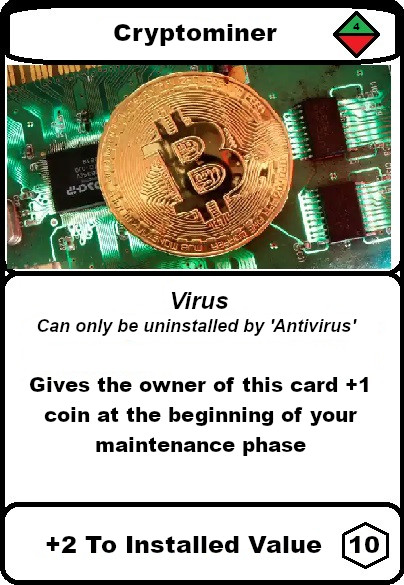 Cryptominer
4
Virus
Can only be uninstalled by 'Antivirus'
Gives the owner of this card +1
coin at the beginning of your
maintenance phase
+2 To Installed Value
10